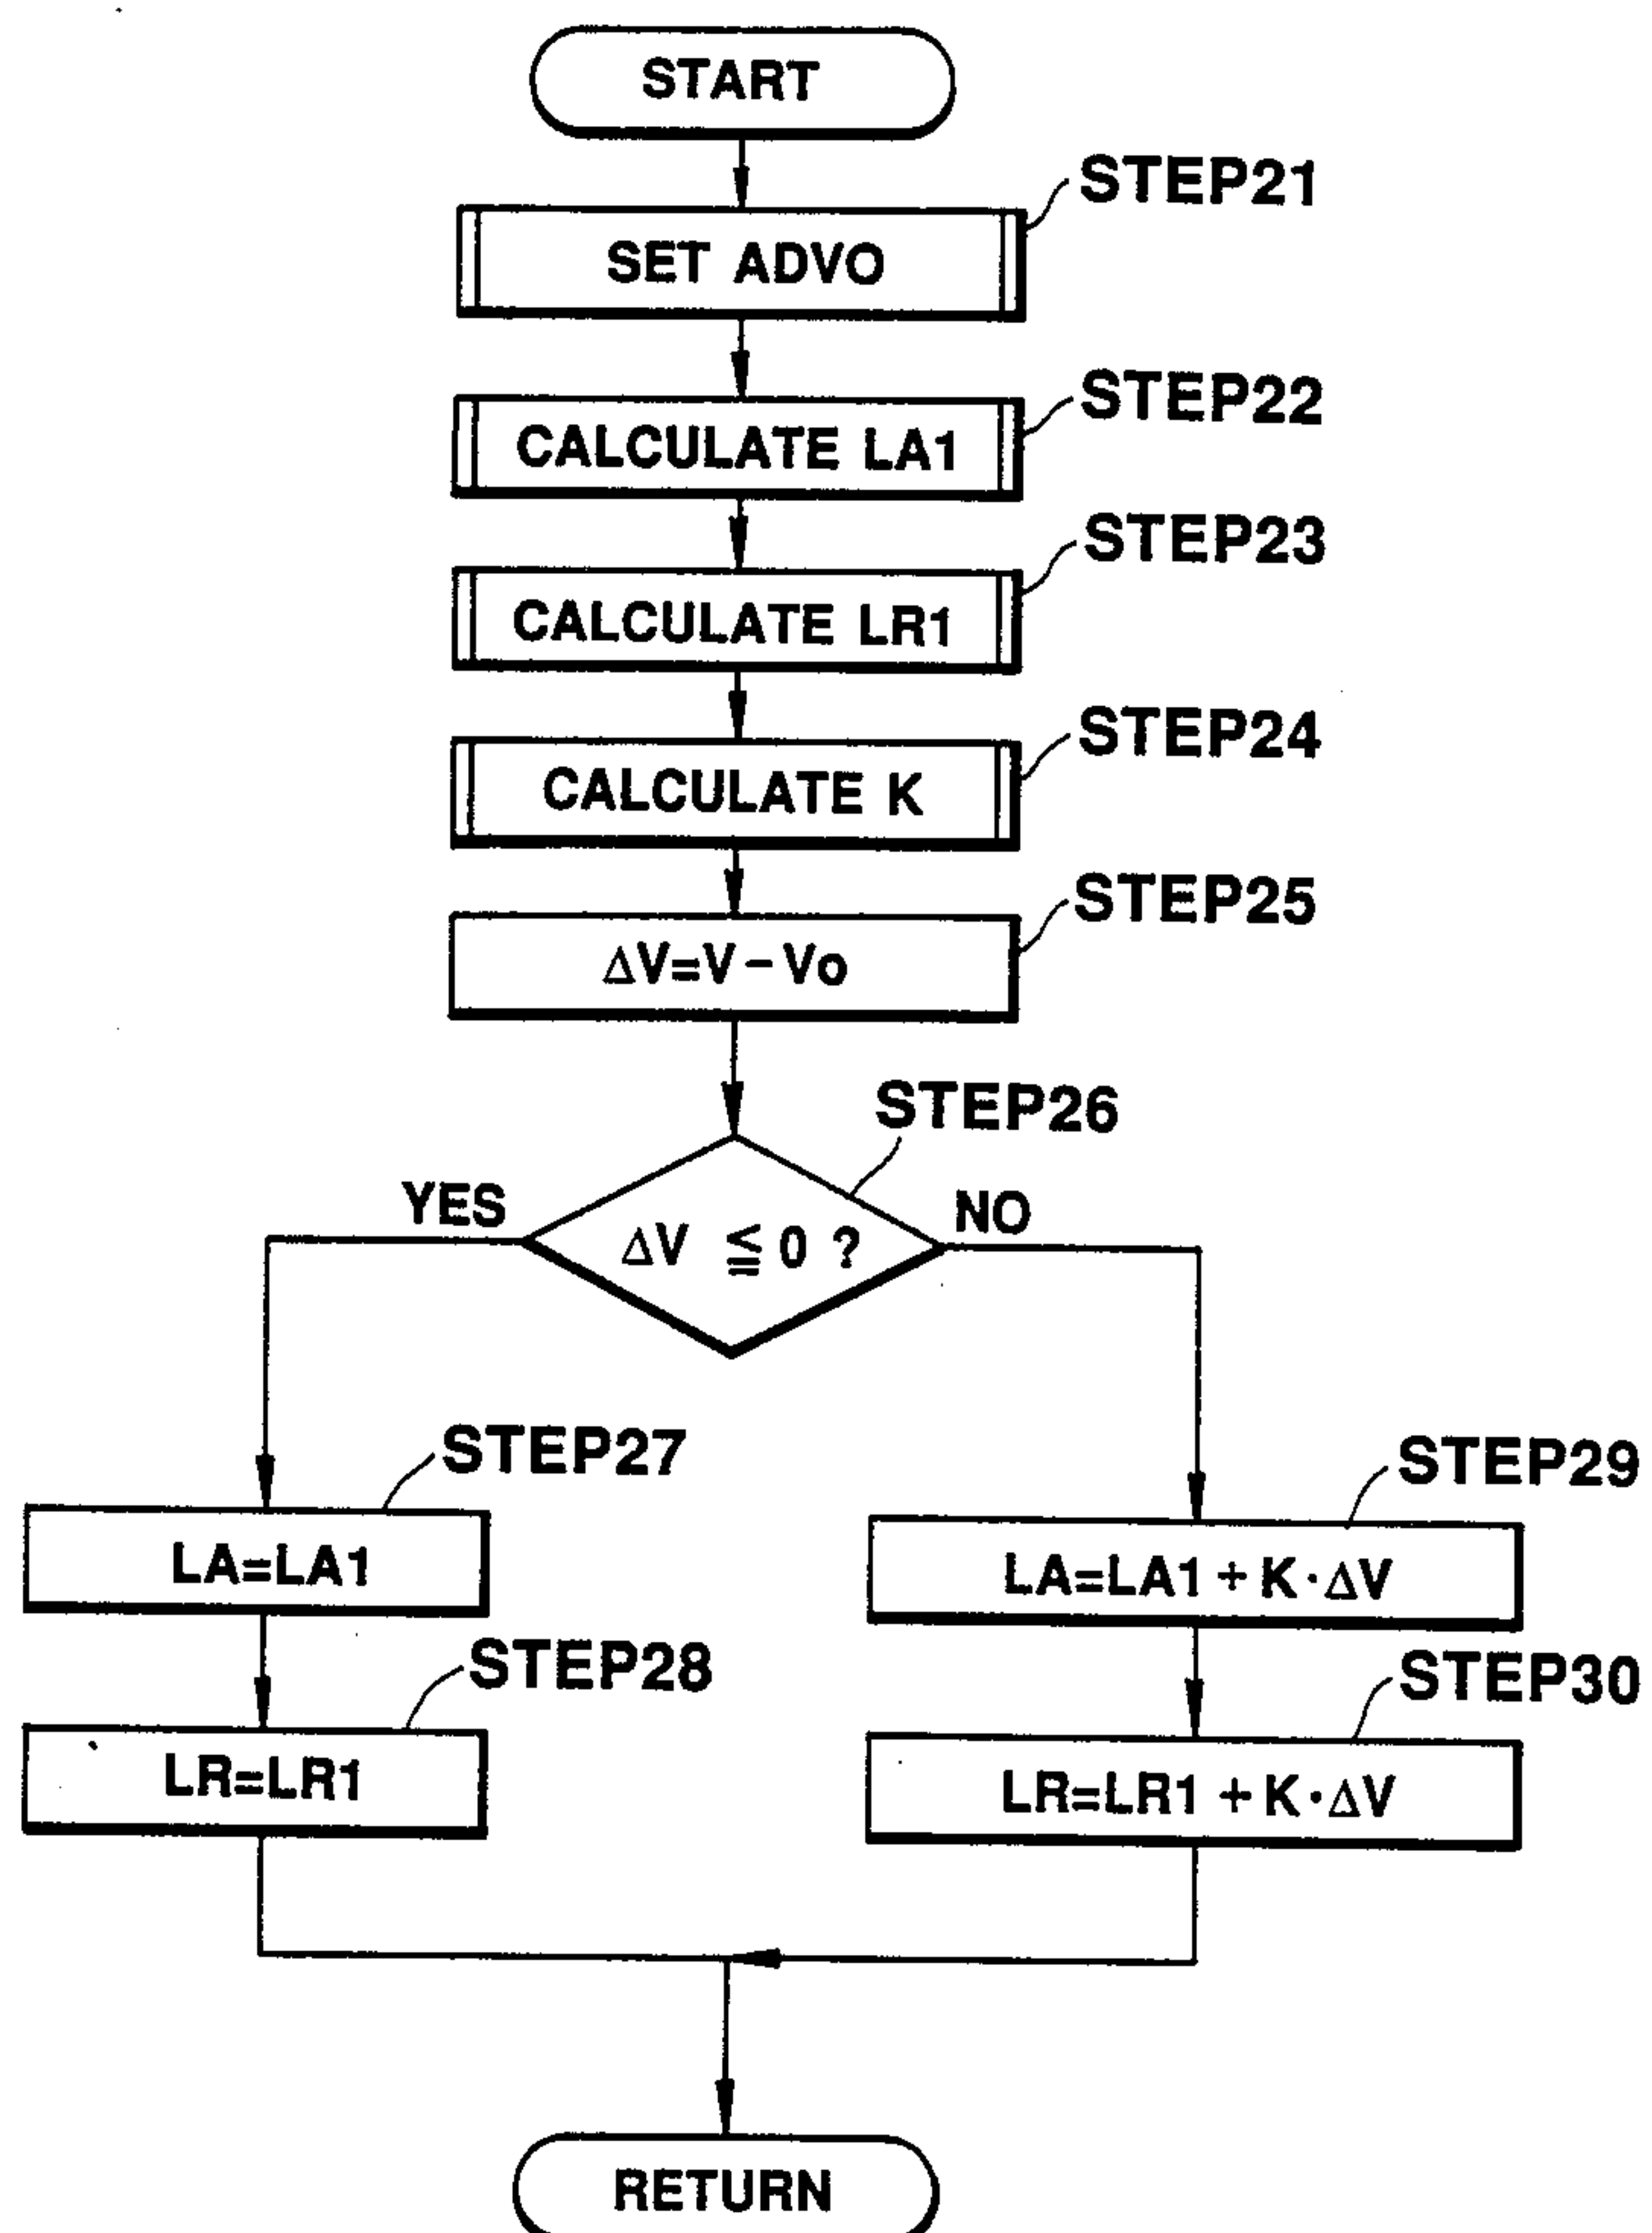 START
STEP21
SET ADVO
STEP22
CALCULATE LA1
STEP23
CALCULATE LR1
STEP24
CALCULATE K
STEP25
ΔV=V-Vo
STEP26
YES
NO
ΔV ≦ 0 ?
STEP27
LA=LA1
STEP29
LA=LA1+K·ΔV
STEP28
LR=LR1
STEP30
LR=LR1+K·ΔV
RETURN